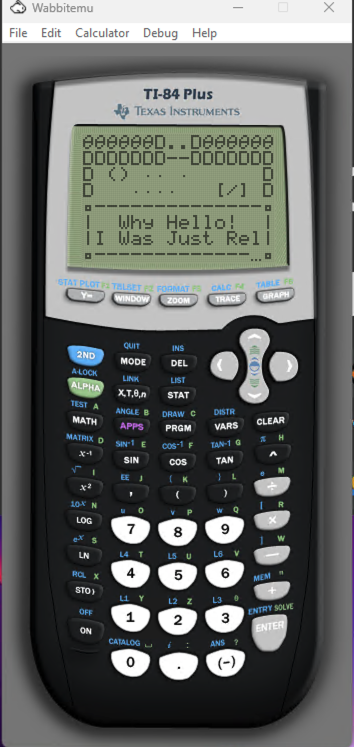 Wabbitemu
File Edit Calculator Debug Help
TI-84 Plus
TEXAS INSTRUMENTS
@@@@@@D..D@@@@@@
DDDDDDD--DDDDDDD
D () .. . D
D .... [/] D
¤--------------¤
| Why Hello! |
|I Was Just Rel|
¤--------------…¤
STAT PLOT F1 TBLSET F2 FORMAT F3 CALC F4 TABLE F5
Y= WINDOW ZOOM TRACE GRAPH
QUIT INS
2ND MODE DEL
A-LOCK LINK LIST
ALPHA X,T,θ,n STAT
TEST A ANGLE B DRAW C DISTR
MATH APPS PRGM VARS CLEAR
MATRIX D SIN⁻¹ E COS⁻¹ F TAN⁻¹ G π H
x⁻¹ SIN COS TAN ^
√ I EE J { K } L e M
x² , ( ) ÷
10ˣ N u O v P w Q [ R
LOG 7 8 9 ×
eˣ S L4 T L5 U L6 V ] W
LN 4 5 6 −
RCL X L1 Y L2 Z L3 θ MEM "
STO› 1 2 3 +
OFF CATALOG ␣ i : ANS ? ENTRY SOLVE
ON 0 . (-) ENTER